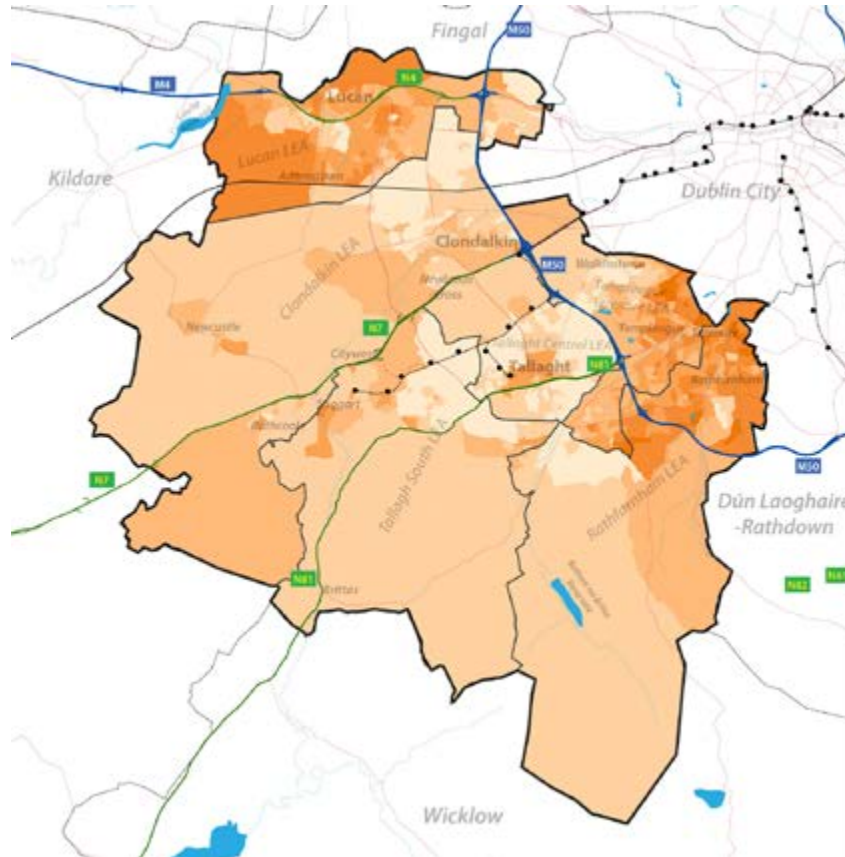 Fingal
M50
M4
N4
Lucan
Lucan LEA
Adamstown
Kildare
Dublin City
Clondalkin
M50
Clondalkin LEA
Newcastle
N7
Citywest
Tallaght Central LEA
Tallaght
N81
Templeogue
Rathfarnham
Saggart
Rathcoole
Tallagh South LEA
Rathfarnham LEA
N7
M50
Dún Laoghaire
-Rathdown
N81
Brittas
N82
Wicklow